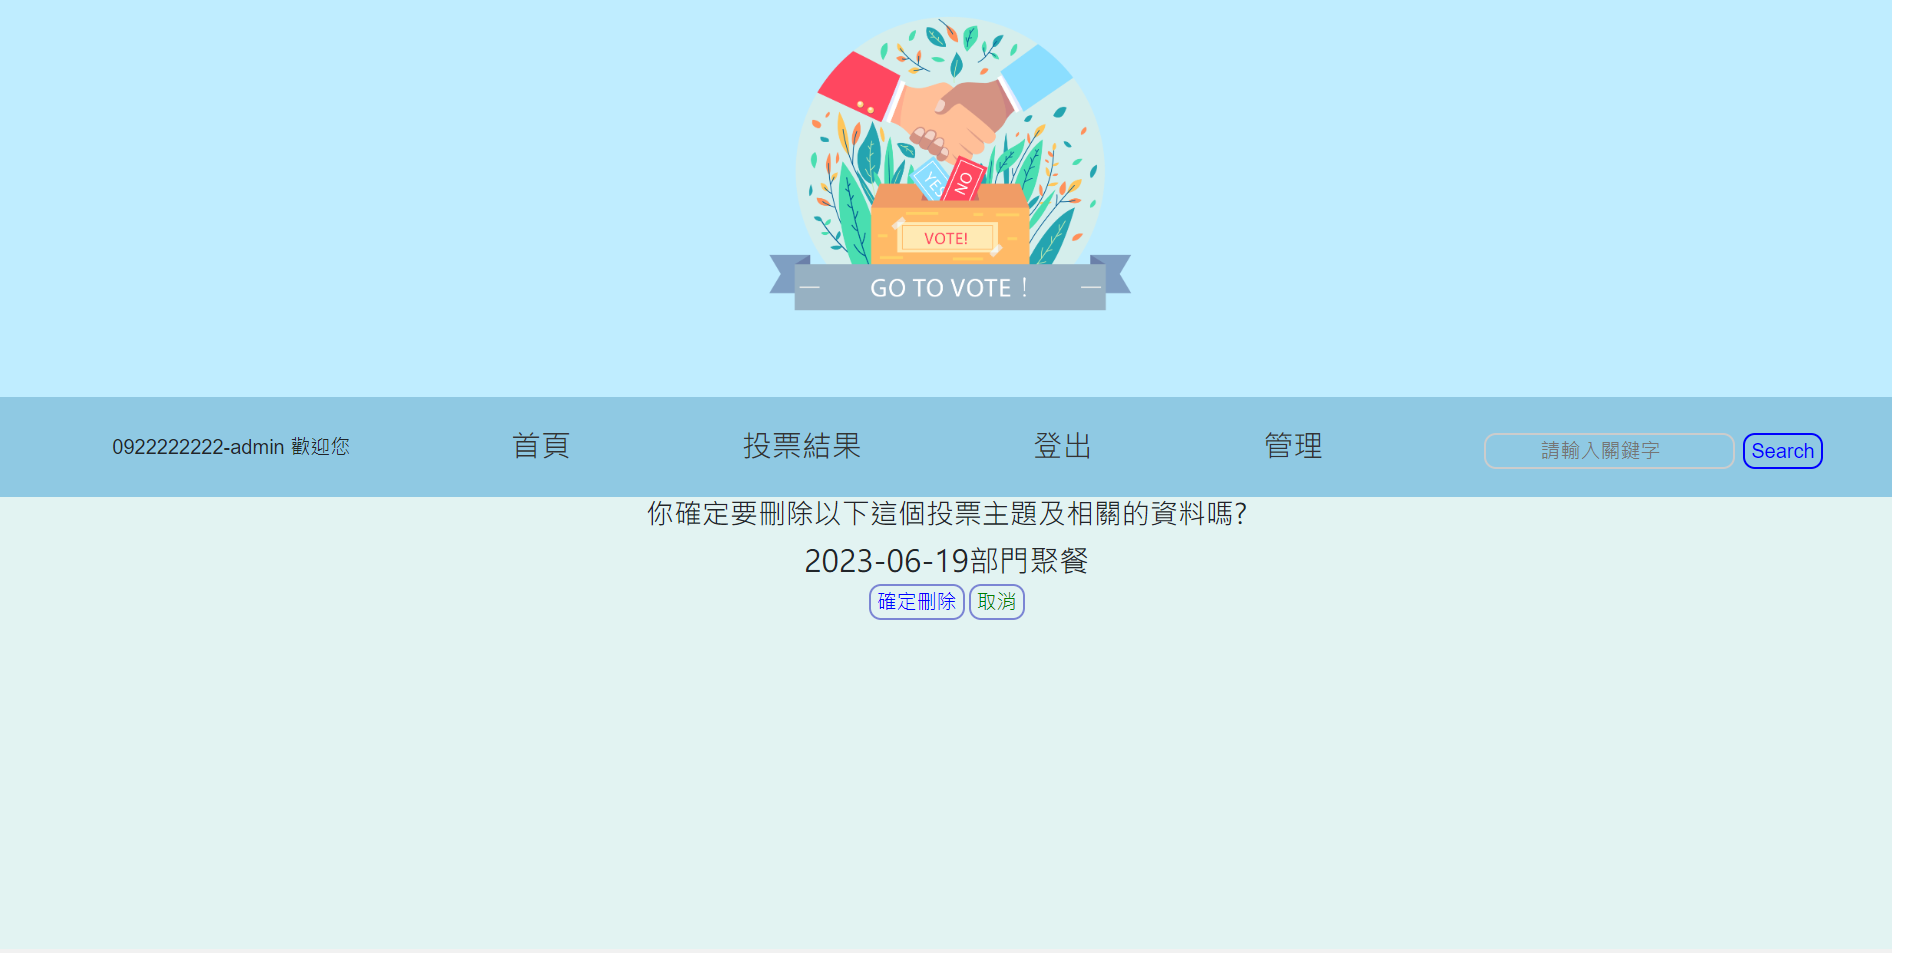 YES
NO
VOTE!
GO TO VOTE！
0922222222-admin 歡迎您
首頁
投票結果
登出
管理
請輸入關鍵字
Search
你確定要刪除以下這個投票主題及相關的資料嗎?
2023-06-19部門聚餐
確定刪除
取消